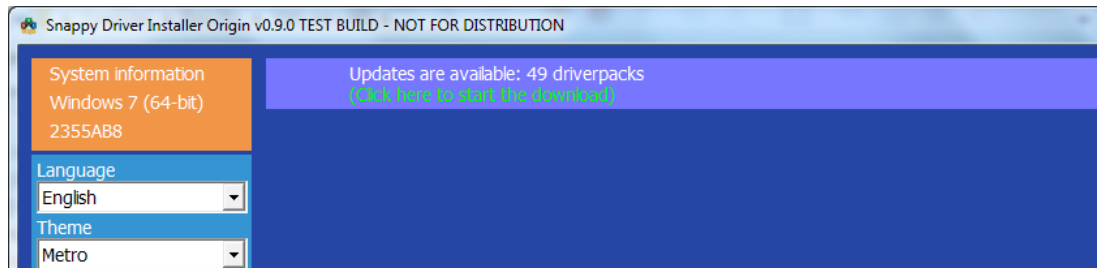 Snappy Driver Installer Origin v0.9.0 TEST BUILD - NOT FOR DISTRIBUTION
System information
Windows 7 (64-bit)
2355AB8
Updates are available: 49 driverpacks
(Click here to start the download)
Language
English
Theme
Metro